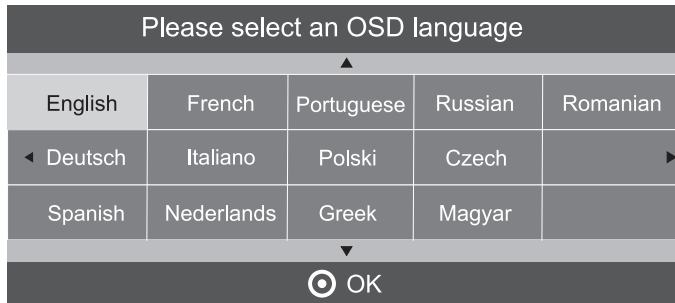 Please select an OSD language
English French Portuguese Russian Romanian
Deutsch Italiano Polski Czech
Spanish Nederlands Greek Magyar
OK